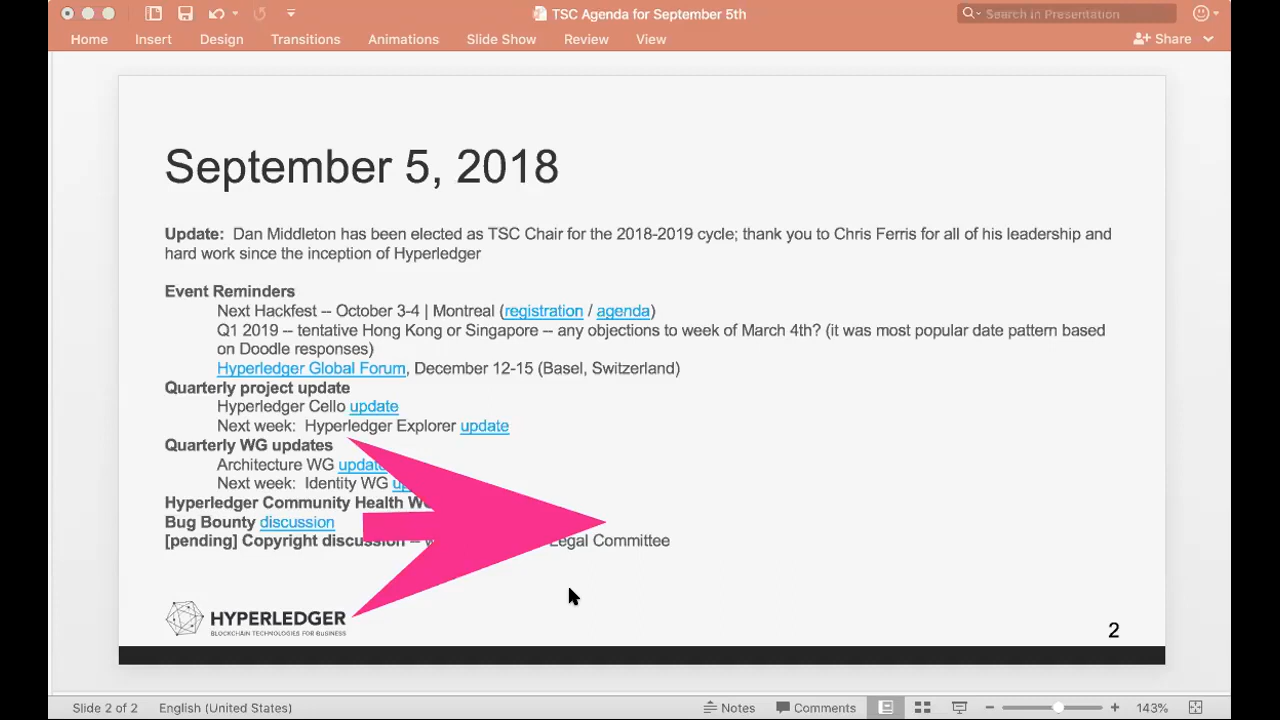 TSC Agenda for September 5th
Search in Presentation
Home Insert Design Transitions Animations Slide Show Review View Share
September 5, 2018
Update: Dan Middleton has been elected as TSC Chair for the 2018-2019 cycle; thank you to Chris Ferris for all of his leadership and
hard work since the inception of Hyperledger
Event Reminders
Next Hackfest -- October 3-4 | Montreal (registration / agenda)
Q1 2019 -- tentative Hong Kong or Singapore -- any objections to week of March 4th? (it was most popular date pattern based
on Doodle responses)
Hyperledger Global Forum, December 12-15 (Basel, Switzerland)
Quarterly project update
Hyperledger Cello update
Next week: Hyperledger Explorer update
Quarterly WG updates
Architecture WG update
Next week: Identity WG
Hyperledger Community Health
Bug Bounty discussion
[pending] Copyright discussion -- Legal Committee
HYPERLEDGER
BLOCKCHAIN TECHNOLOGIES FOR BUSINESS
2
Slide 2 of 2 English (United States) Notes Comments 143%